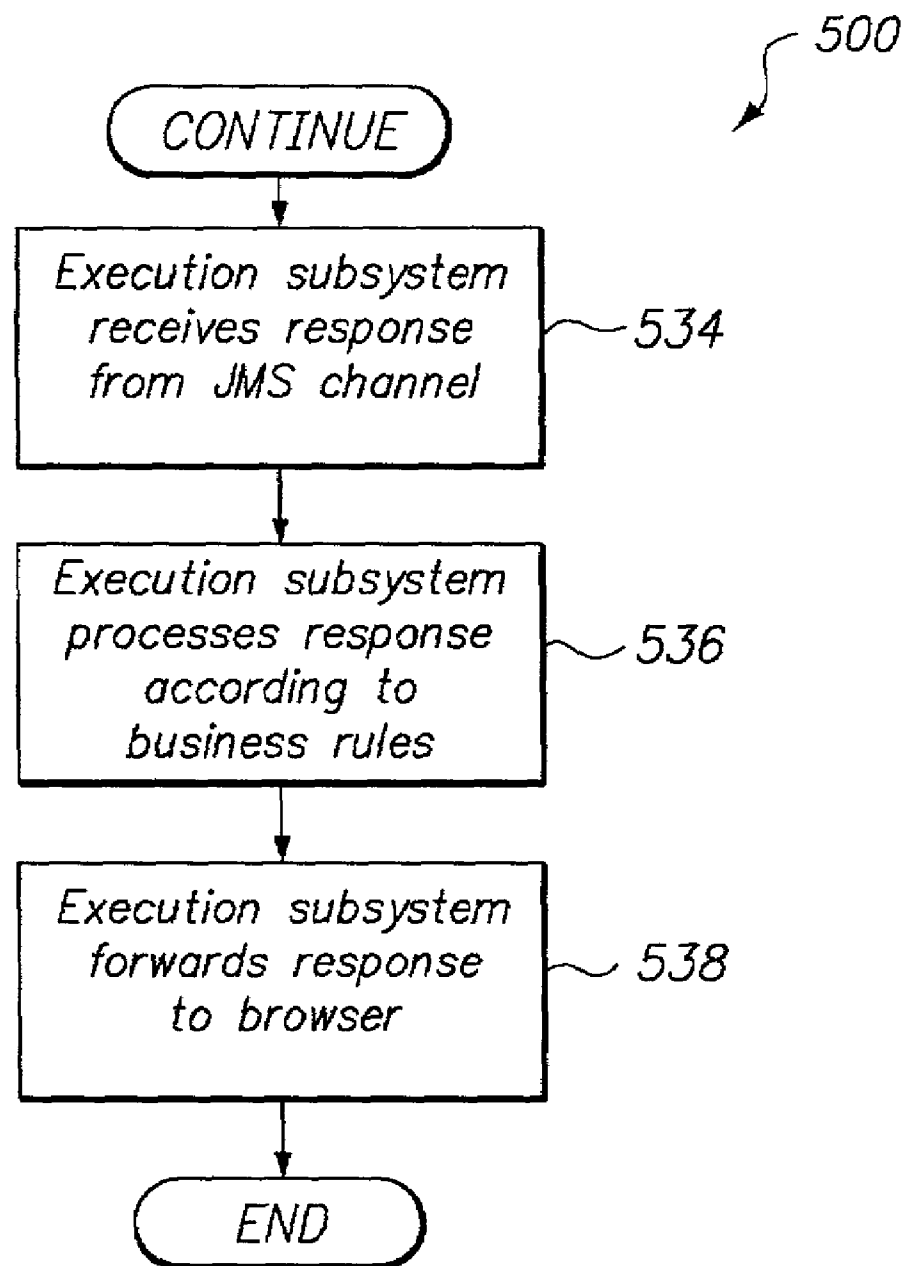 500
CONTINUE
Execution subsystem
receives response
from JMS channel
534
Execution subsystem
processes response
according to
business rules
536
Execution subsystem
forwards response
to browser
538
END